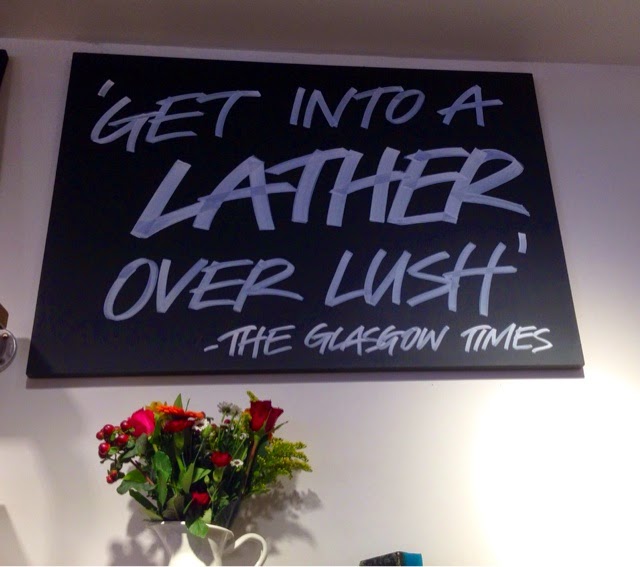 'GET INTO A
LATHER
OVER LUSH'
-THE GLASGOW TIMES